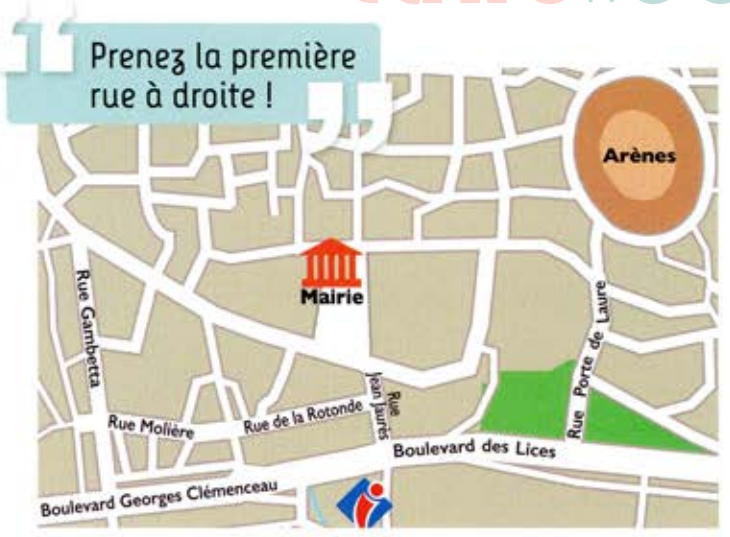 Prenez la première
rue à droite !
Arènes
Mairie
Rue Gambetta
Rue Porte de Laure
Rue
Jean Jaurès
Rue Molière
Rue de la Rotonde
Boulevard des Lices
Boulevard Georges Clémenceau